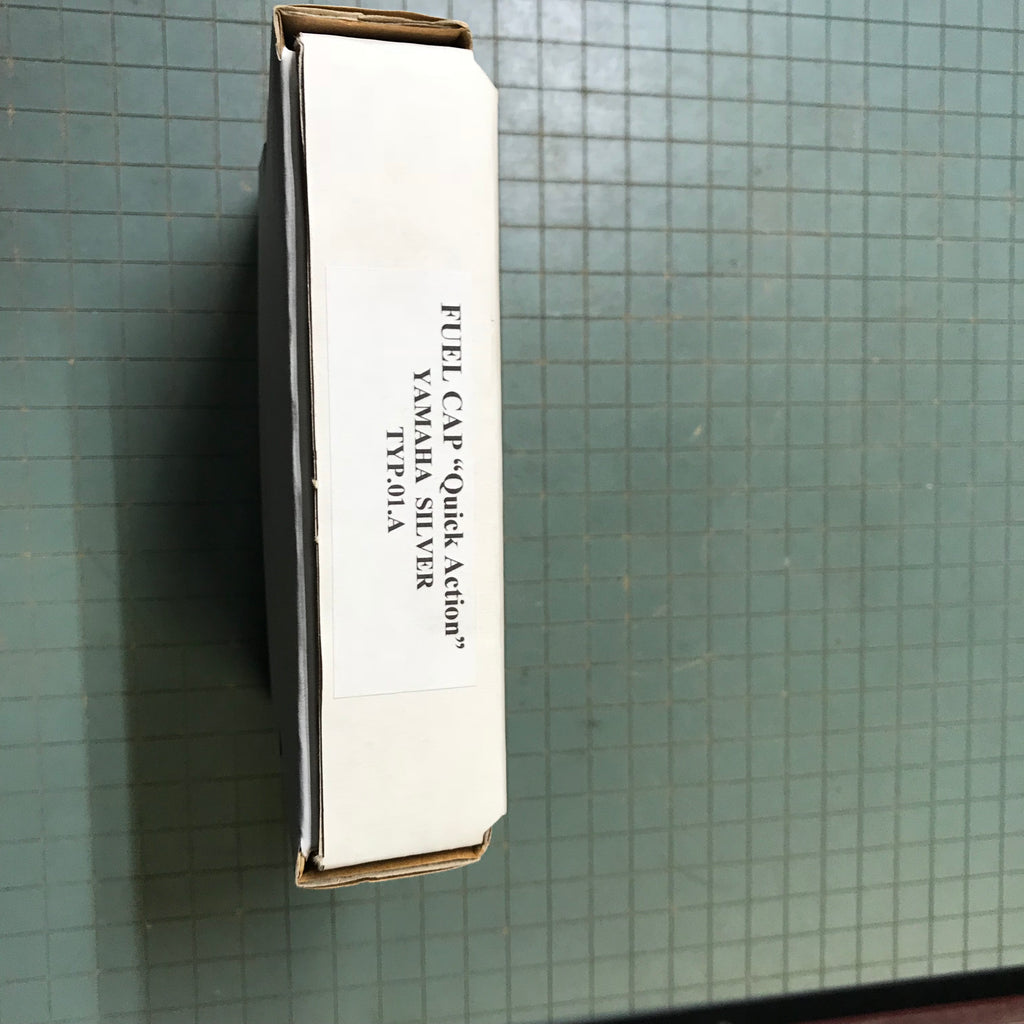 FUEL CAP “Quick Action”
YAMAHA SILVER
TYP.01.A